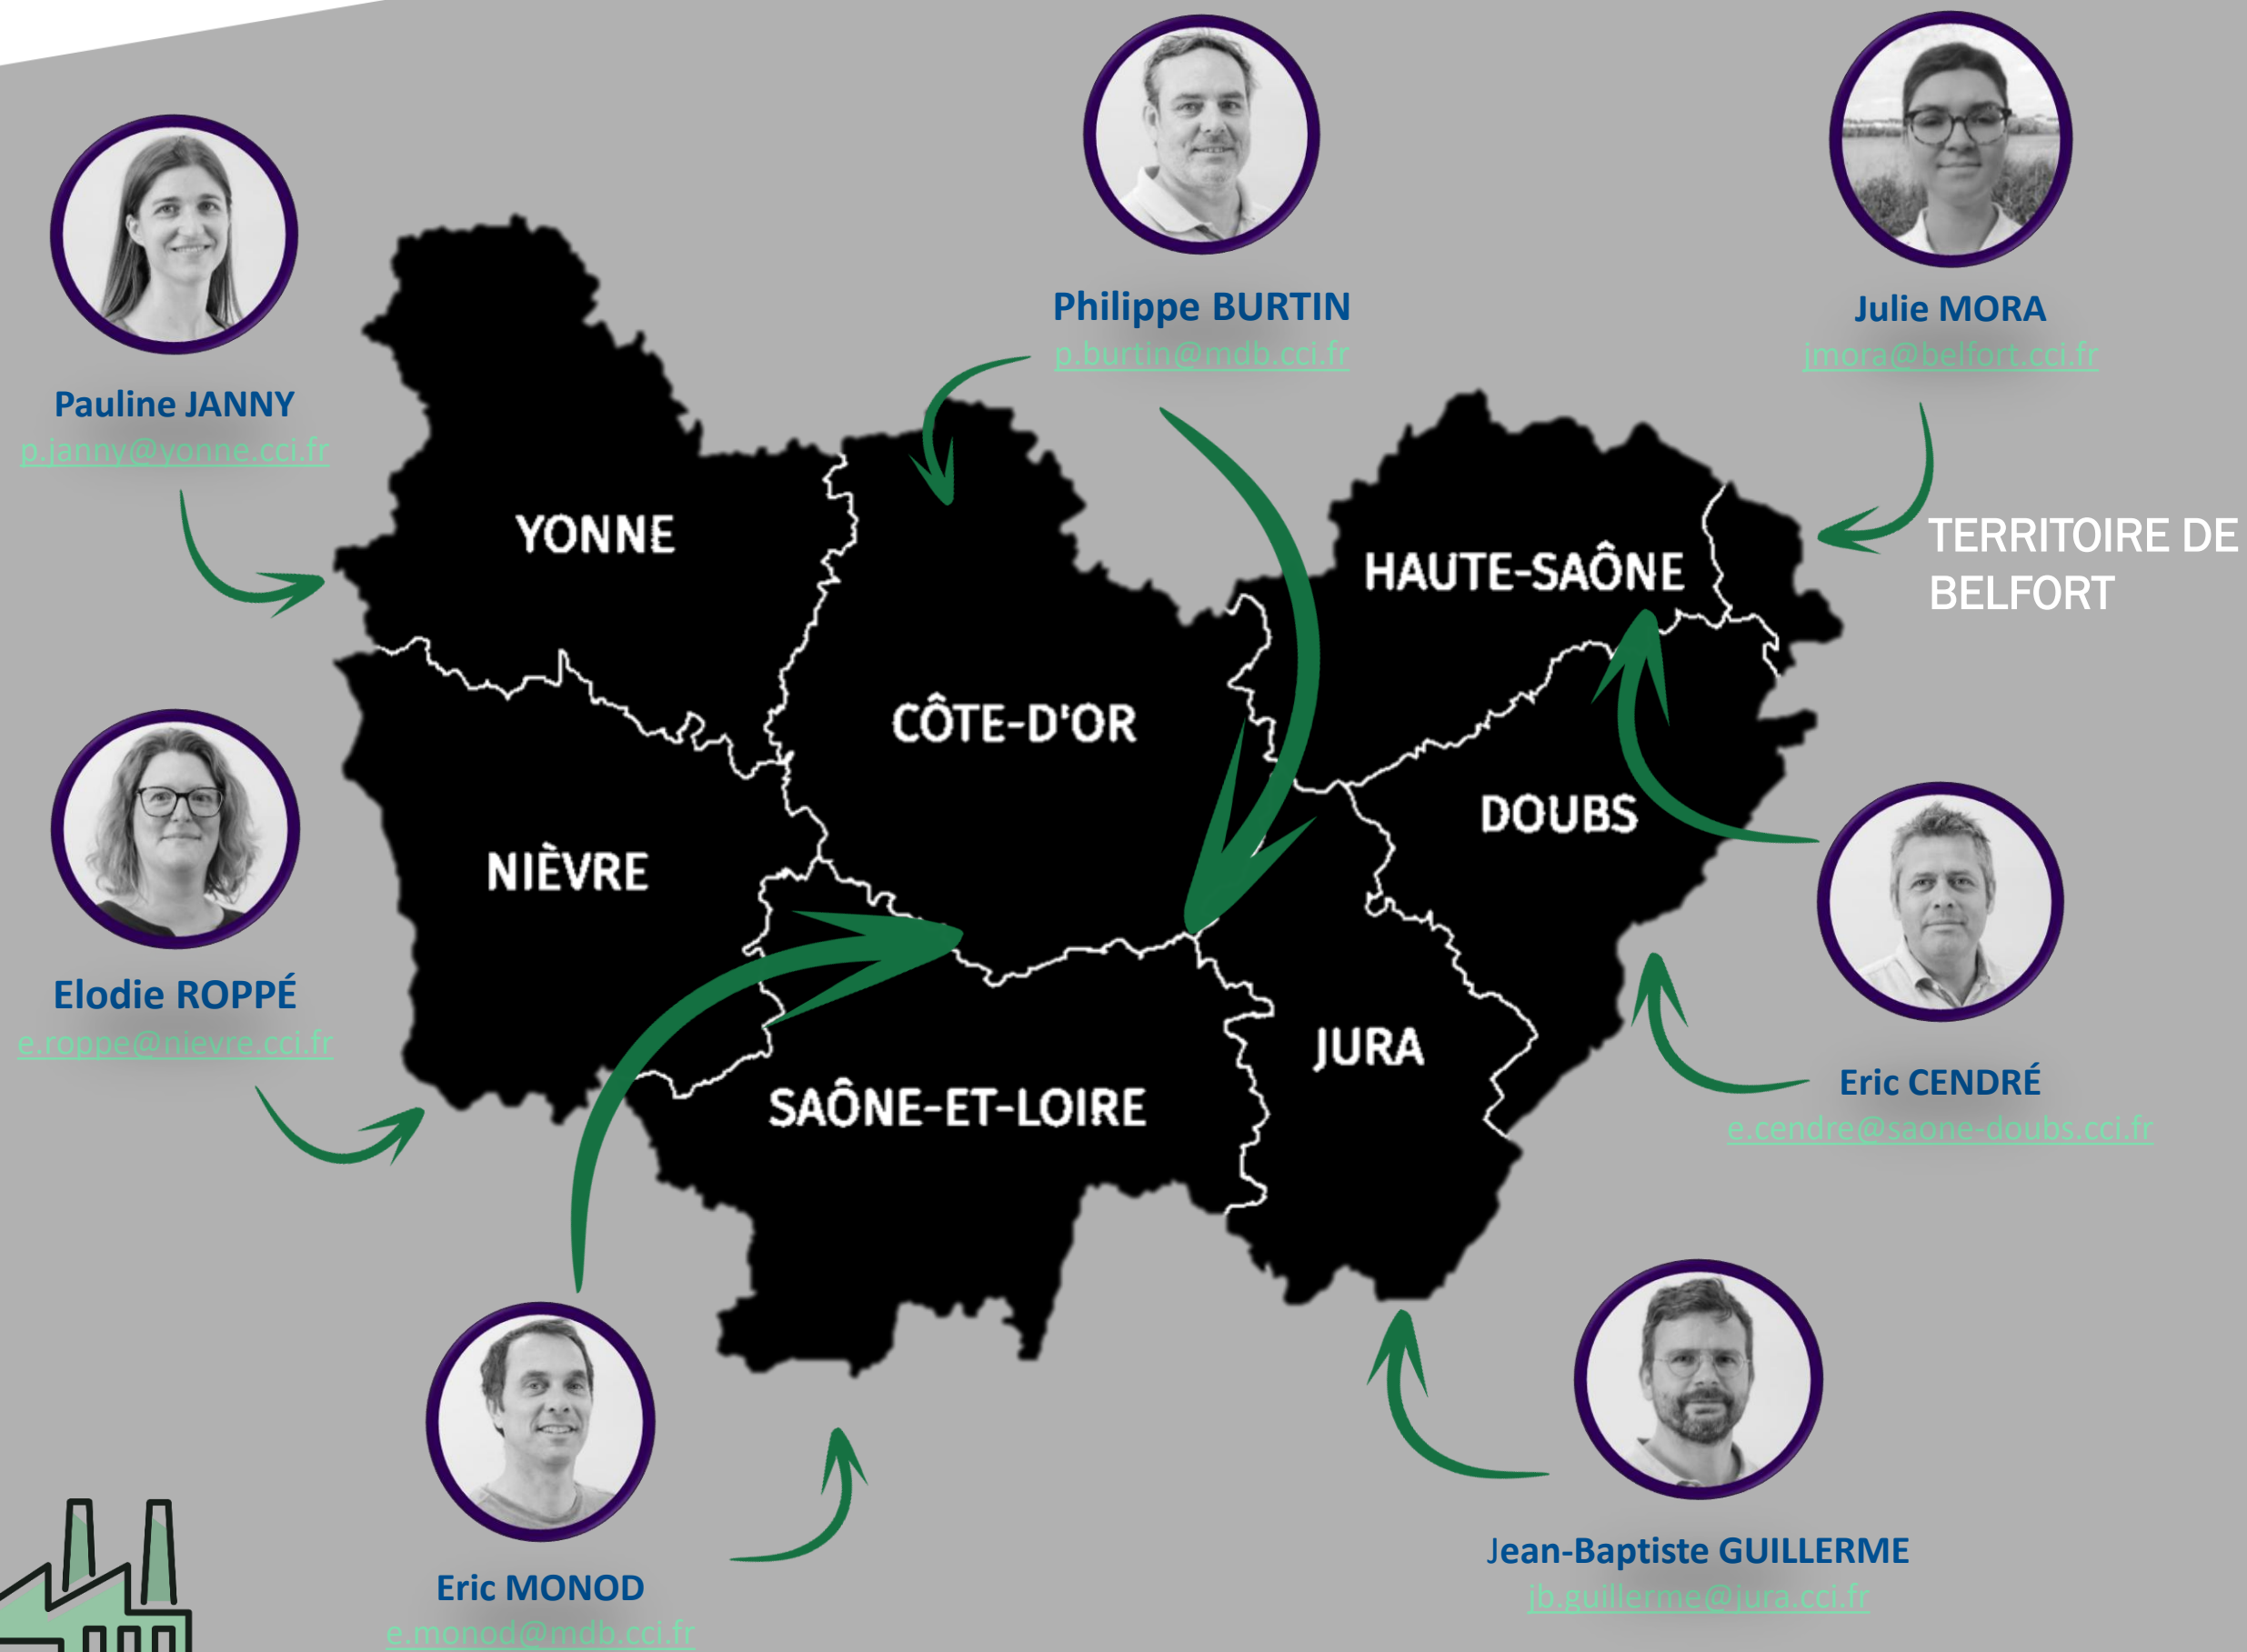 Philippe BURTIN
p.burtin@mdb.cci.fr
Julie MORA
jmora@belfort.cci.fr
Pauline JANNY
p.janny@yonne.cci.fr
YONNE
HAUTE-SAÔNE
TERRITOIRE DE
BELFORT
CÔTE-D'OR
DOUBS
NIÈVRE
Elodie ROPPÉ
e.roppe@nievre.cci.fr
JURA
SAÔNE-ET-LOIRE
Eric CENDRÉ
e.cendre@saone-doubs.cci.fr
Jean-Baptiste GUILLERME
jb.guillerme@jura.cci.fr
Eric MONOD
e.monod@mdb.cci.fr